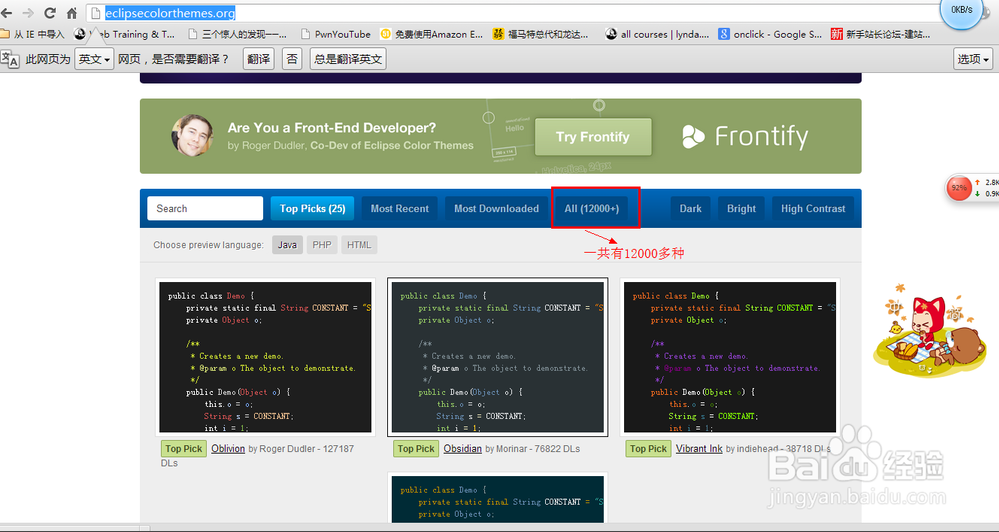 eclipsecolorthemes.org
0KB/s
从 IE 中导入
eb Training & T...
三个惊人的发现——...
PwnYouTube
免费使用Amazon E...
福马特总代和龙达...
all courses | lynda....
onclick - Google S...
新手站长论坛-建站...
此网页为 英文 网页，是否需要翻译？ 翻译 否 总是翻译英文 选项
Are You a Front-End Developer?
by Roger Dudler, Co-Dev of Eclipse Color Themes
Hello
Try Frontify
Frontify
92%
2.8K
0.9K
Search
Top Picks (25)
Most Recent
Most Downloaded
All (12000+)
Dark
Bright
High Contrast
Choose preview language: Java PHP HTML
一共有12000多种
public class Demo {
private static final String CONSTANT = "S
private Object o;
/**
* Creates a new demo.
* @param o The object to demonstrate.
*/
public Demo(Object o) {
this.o = o;
String s = CONSTANT;
int i = 1;
Top Pick Oblivion by Roger Dudler - 127187 DLs
public class Demo {
private static final String CONSTANT = "S
private Object o;
/**
* Creates a new demo.
* @param o The object to demonstrate.
*/
public Demo(Object o) {
this.o = o;
String s = CONSTANT;
int i = 1;
Top Pick Obsidian by Morinar - 76822 DLs
public class Demo {
private static final String CONSTANT = "S
private Object o;
/**
* Creates a new demo.
* @param o The object to demonstrate.
*/
public Demo(Object o) {
this.o = o;
String s = CONSTANT;
int i = 1;
Top Pick Vibrant Ink by indiehead - 38718 DLs
public class Demo {
private static final String CONSTANT = "S
private Object o;
Baidu 经验
jingyan.baidu.com